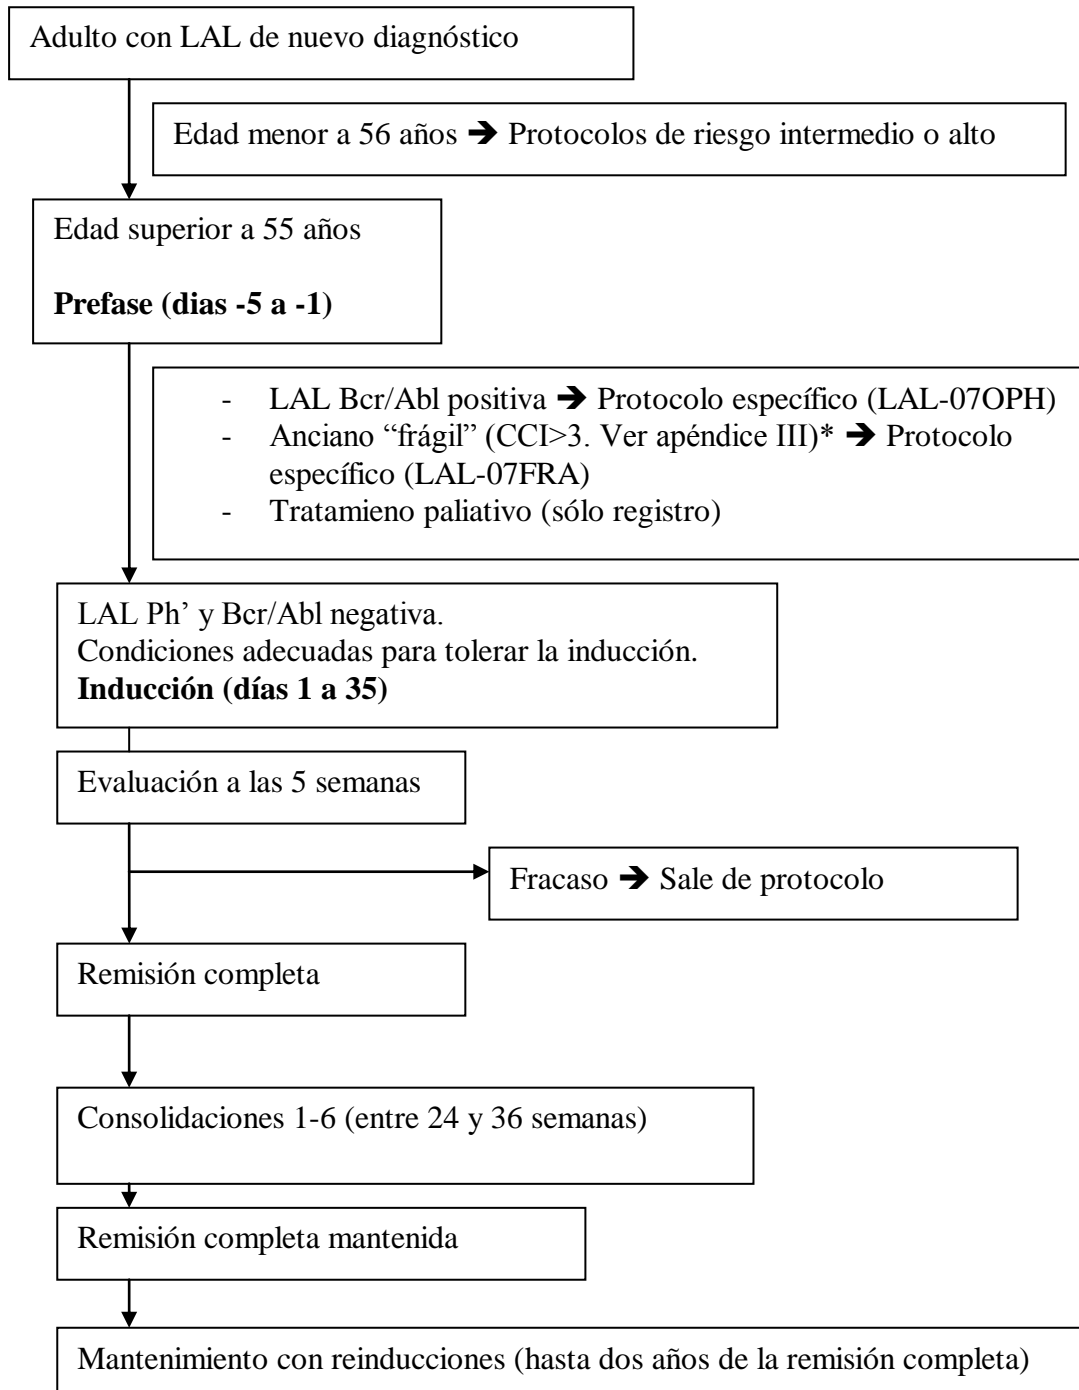 Adulto con LAL de nuevo diagnóstico
Edad menor a 56 años ➔ Protocolos de riesgo intermedio o alto
Edad superior a 55 años
Prefase (dias -5 a -1)
- LAL Bcr/Abl positiva ➔ Protocolo específico (LAL-07OPH)
- Anciano “frágil” (CCI>3. Ver apéndice III)* ➔ Protocolo
específico (LAL-07FRA)
- Tratamieno paliativo (sólo registro)
LAL Ph’ y Bcr/Abl negativa.
Condiciones adecuadas para tolerar la inducción.
Inducción (días 1 a 35)
Evaluación a las 5 semanas
Fracaso ➔ Sale de protocolo
Remisión completa
Consolidaciones 1-6 (entre 24 y 36 semanas)
Remisión completa mantenida
Mantenimiento con reinducciones (hasta dos años de la remisión completa)